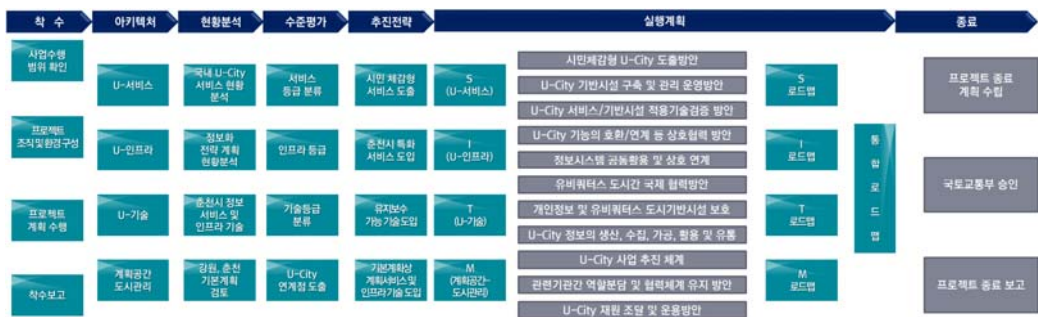 착 수
아키텍처
현황분석
수준평가
추진전략
실행계획
종료
사업수행
범위 확인
프로젝트
조직 및 환경구성
프로젝트
계획 수행
착수보고
U-서비스
U-인프라
U-기술
계획공간
도시관리
국내 U-City
서비스 현황
분석
정보화
전략 계획
현황분석
춘천시 정보
서비스 및
인프라 기술
강원, 춘천
기본계획
검토
서비스
등급 분류
인프라 등급
기술등급
분류
U-City
연계점 도출
시민 체감형
서비스 도출
춘천시 특화
서비스 도입
유지보수
가능 기술 도입
기본계획상
계획서비스 및
인프라 기술 도입
S
(U-서비스)
I
(U-인프라)
T
(U-기술)
M
(계획공간-
도시관리)
시민체감형 U-City 도출방안
U-City 기반시설 구축 및 관리 운영방안
U-City 서비스/기반시설 적용기술검증 방안
U-City 기능의 호환/연계 등 상호협력 방안
정보시스템 공동활용 및 상호 연계
유비쿼터스 도시간 국제 협력방안
개인정보 및 유비쿼터스 도시기반시설 보호
U-City 정보의 생산, 수집, 가공, 활용 및 유통
U-City 사업 추진 체계
관련기관간 역할분담 및 협력체계 유지 방안
U-City 재원 조달 및 운용방안
S
로드맵
I
로드맵
T
로드맵
M
로드맵
통
합
로
드
맵
프로젝트 종료
계획 수립
국토교통부 승인
프로젝트 종료 보고